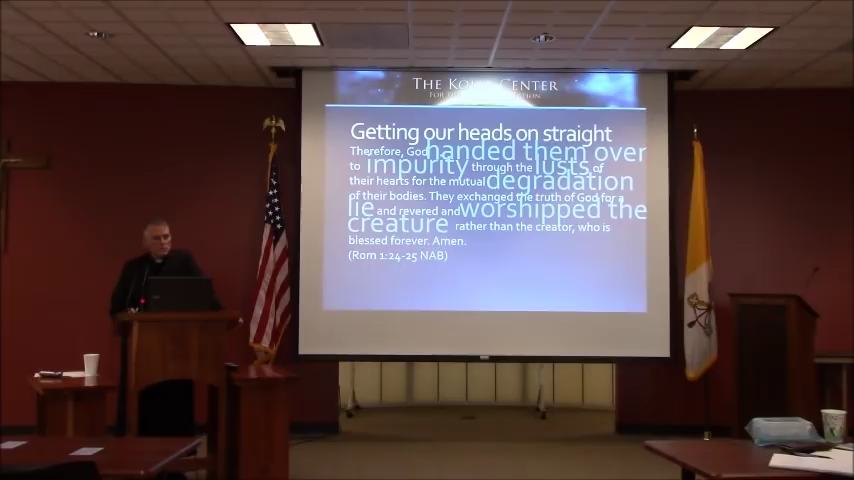 THE KOLBE CENTER
Getting our heads on straight
Therefore, God handed them over
to impurity through the lusts of
their hearts for the mutual degradation
of their bodies. They exchanged the truth of God for a
lie and revered and worshipped the
creature rather than the creator, who is
blessed forever. Amen.
(Rom 1:24-25 NAB)